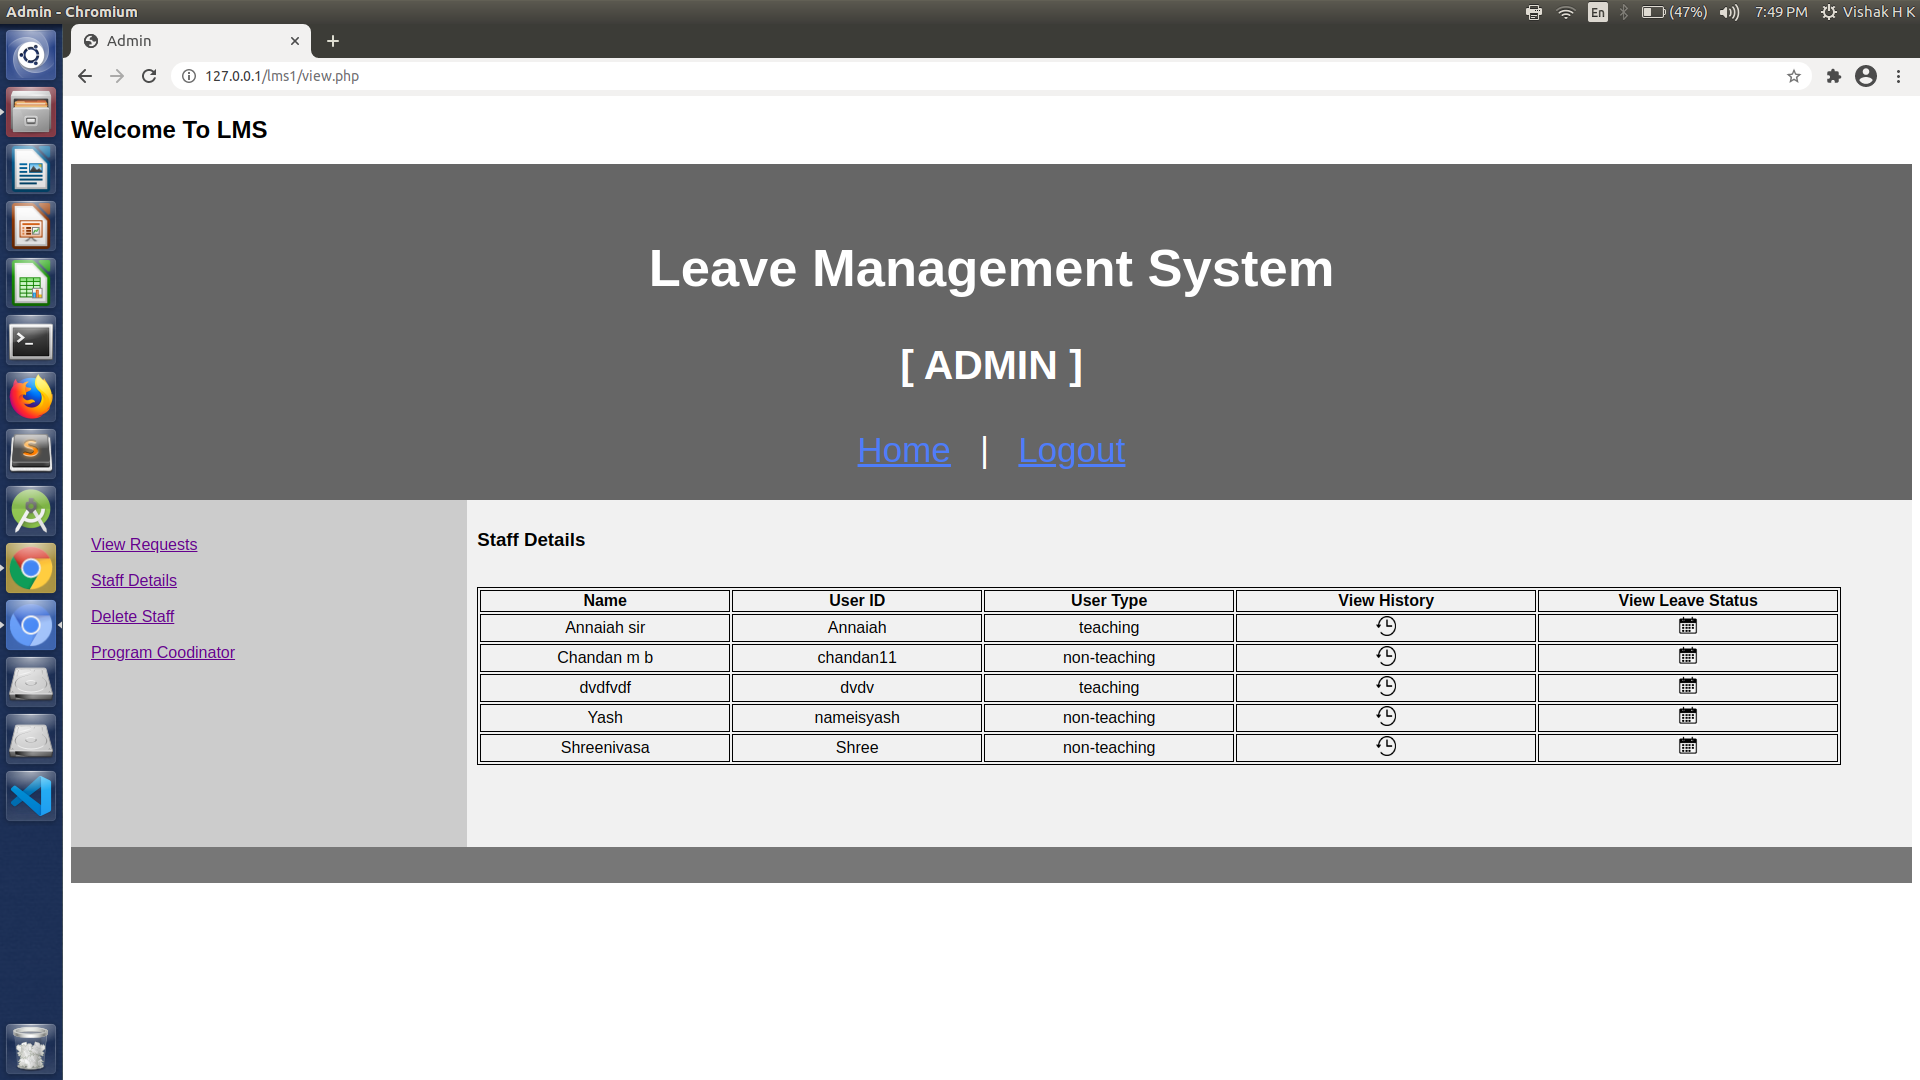 Admin - Chromium
En (47%) 7:49 PM Vishak H K
Admin
127.0.0.1/lms1/view.php
Welcome To LMS
Leave Management System
[ ADMIN ]
Home | Logout
View Requests
Staff Details
Delete Staff
Program Coodinator
Staff Details
Name User ID User Type View History View Leave Status
Annaiah sir Annaiah teaching
Chandan m b chandan11 non-teaching
dvdfvdf dvdv teaching
Yash nameisyash non-teaching
Shreenivasa Shree non-teaching